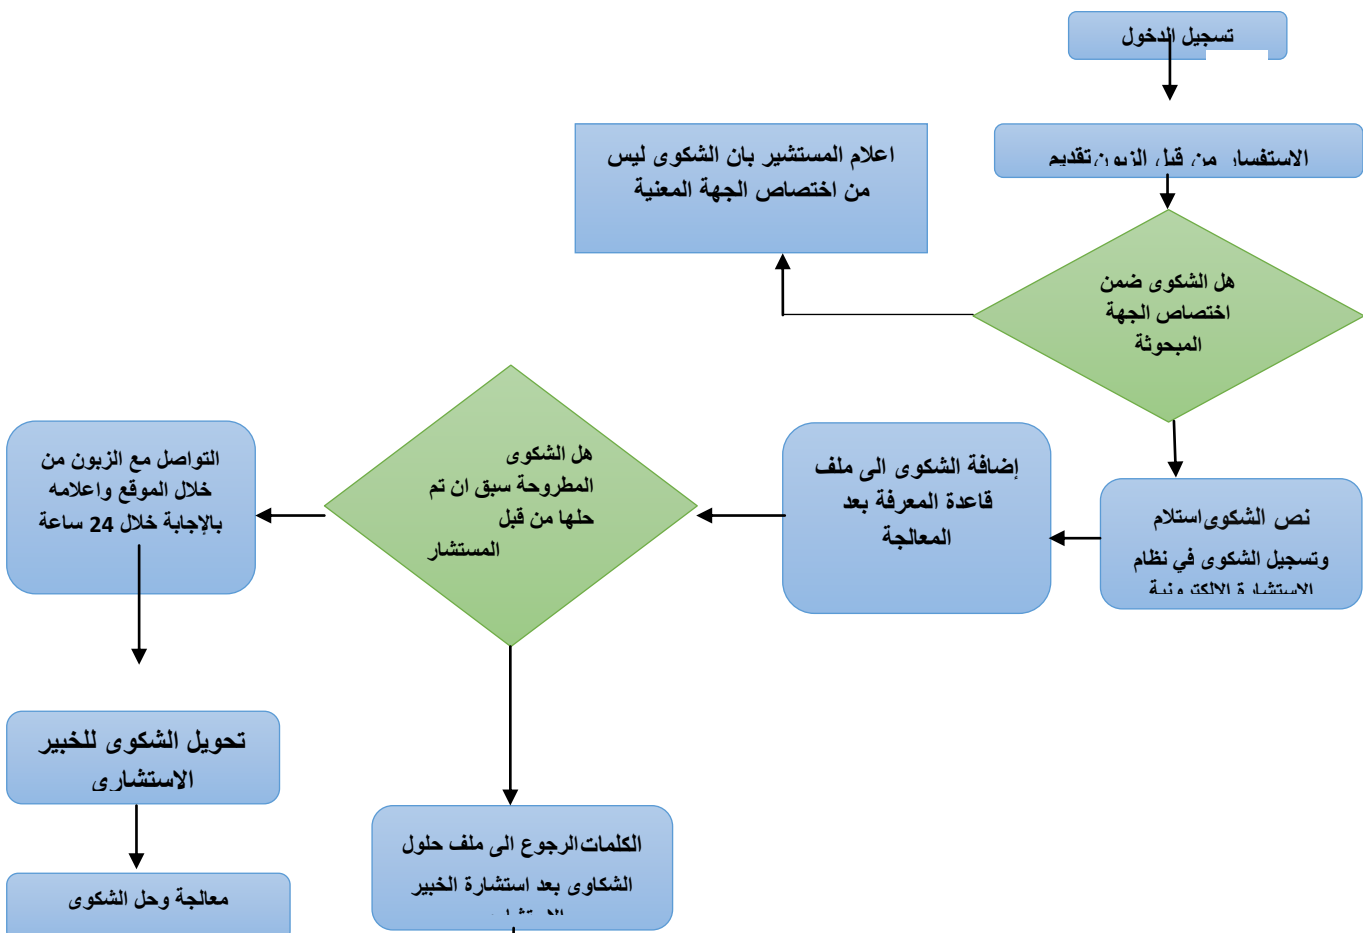 تسجيل الدخول
الاستفسار من قبل الزبون تقديم
اعلام المستشير بان الشكوى ليس
من اختصاص الجهة المعنية
هل الشكوى ضمن
اختصاص الجهة
المبحوثة
نص الشكوى استلام
وتسجيل الشكوى في نظام
الاستشارة الالكترونية
إضافة الشكوى الى ملف
قاعدة المعرفة بعد
المعالجة
هل الشكوى
المطروحة سبق ان تم
حلها من قبل
المستشار
التواصل مع الزبون من
خلال الموقع واعلامه
بالإجابة خلال 24 ساعة
تحويل الشكوى للخبير
الاستشاري
معالجة وحل الشكوى
الكلمات الرجوع الى ملف حلول
الشكاوى بعد استشارة الخبير